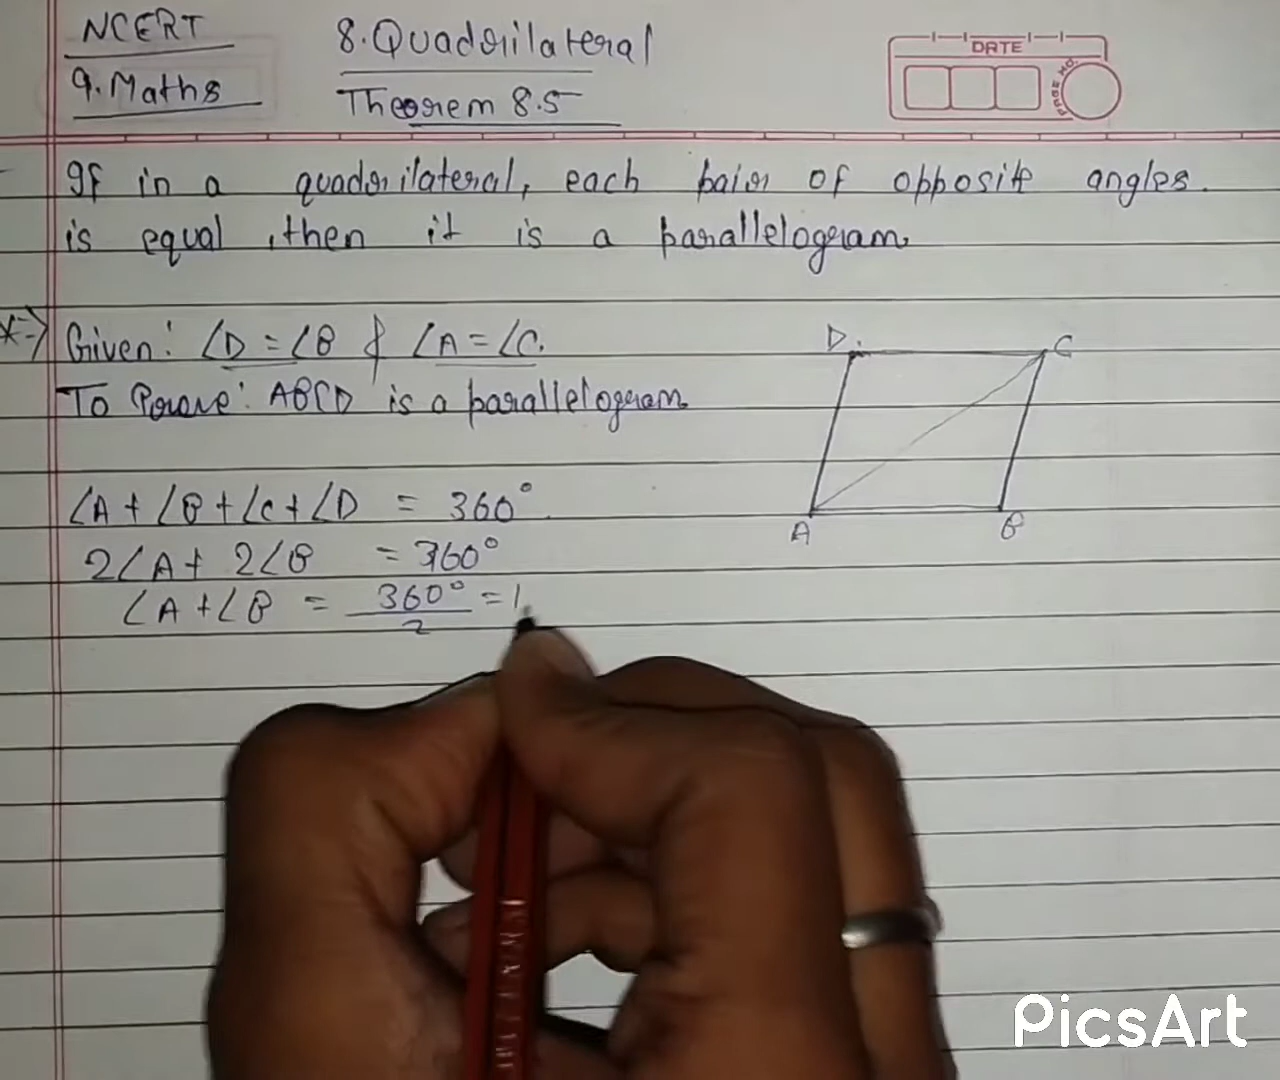 NCERT
9. Maths
8. Quadrilateral
Theorem 8.5
DATE
PAGE NO.
If in a quadrilateral, each pair of opposite angles.
is equal, then it is a parallelogram.
*⇒) Given: ∠D = ∠B & ∠A = ∠C.
To Prove: ABCD is a parallelogram.
D C
A B
∠A + ∠B + ∠C + ∠D = 360°
2∠A + 2∠B = 360°
∠A + ∠B = 360°/2 = 1
PicsArt